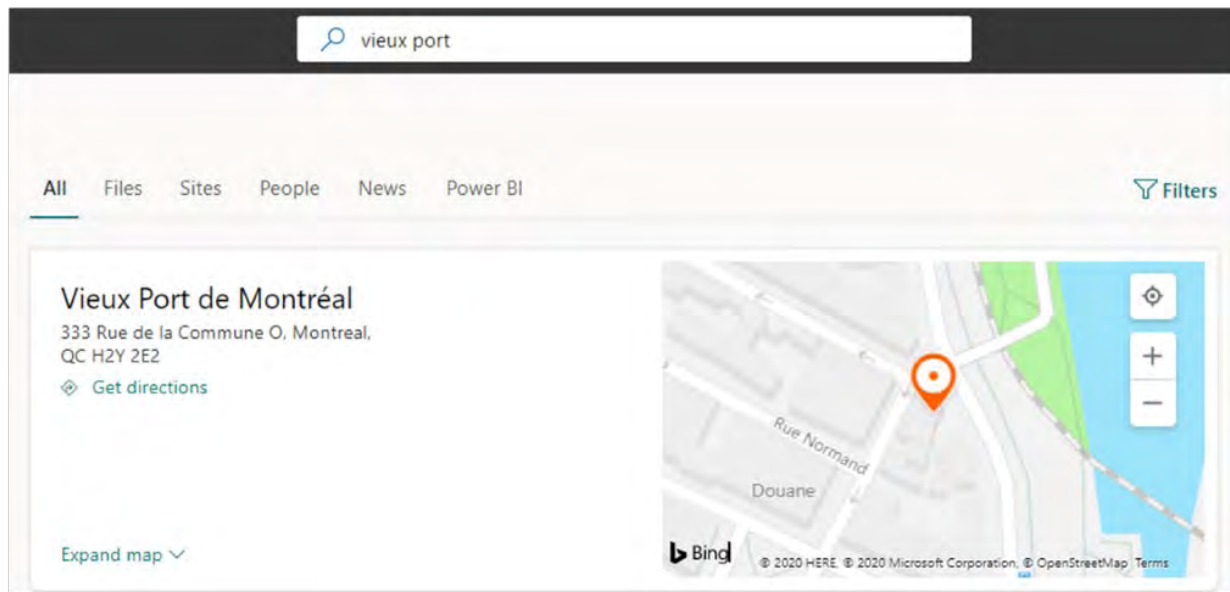 vieux port
All Files Sites People News Power BI Filters
Vieux Port de Montréal
333 Rue de la Commune O, Montreal,
QC H2Y 2E2
Get directions
Rue Normand
Douane
Expand map
Bing © 2020 HERE, © 2020 Microsoft Corporation, © OpenStreetMap Terms